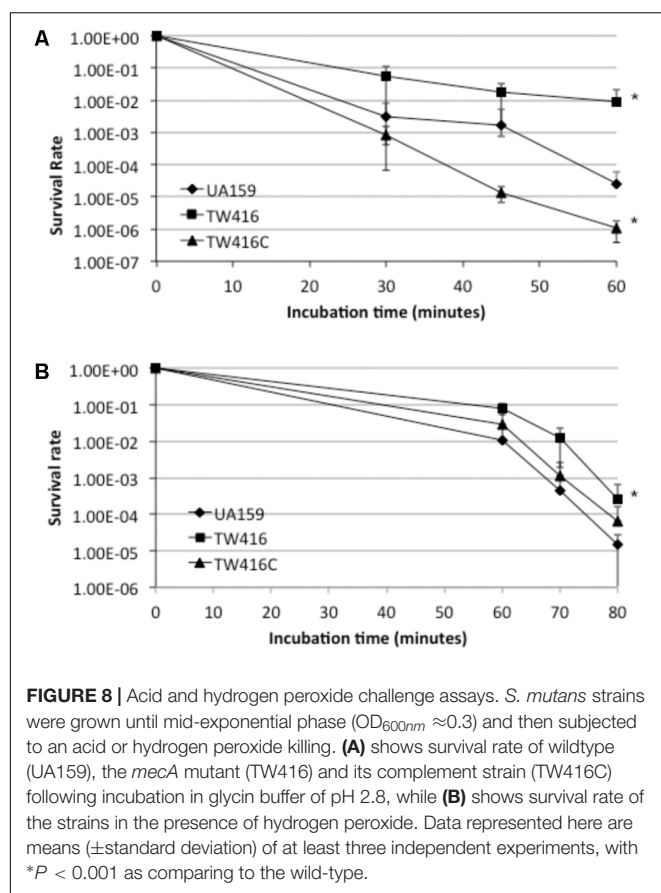 A
1.00E+00
1.00E-01
1.00E-02
1.00E-03
1.00E-04
1.00E-05
1.00E-06
1.00E-07
Survival Rate
UA159
TW416
TW416C
*
*
0 10 20 30 40 50 60
Incubation time (minutes)
B
1.00E+00
1.00E-01
1.00E-02
1.00E-03
1.00E-04
1.00E-05
1.00E-06
Survival rate
UA159
TW416
TW416C
*
0 10 20 30 40 50 60 70 80
Incubation time (minutes)
FIGURE 8 | Acid and hydrogen peroxide challenge assays. S. mutans strains
were grown until mid-exponential phase (OD600nm ≈0.3) and then subjected
to an acid or hydrogen peroxide killing. (A) shows survival rate of wildtype
(UA159), the mecA mutant (TW416) and its complement strain (TW416C)
following incubation in glycin buffer of pH 2.8, while (B) shows survival rate of
the strains in the presence of hydrogen peroxide. Data represented here are
means (±standard deviation) of at least three independent experiments, with
*P < 0.001 as comparing to the wild-type.